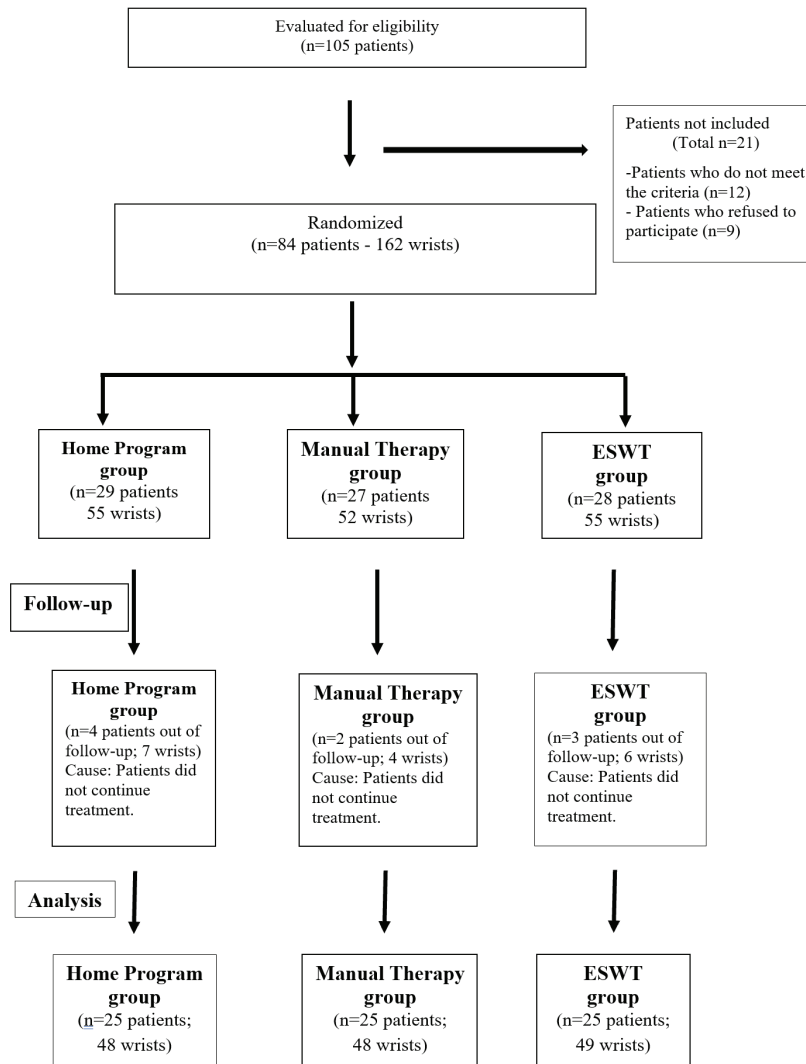 Evaluated for eligibility
(n=105 patients)
Patients not included
(Total n=21)
-Patients who do not meet
the criteria (n=12)
- Patients who refused to
participate (n=9)
Randomized
(n=84 patients - 162 wrists)
Home Program
group
(n=29 patients
55 wrists)
Manual Therapy
group
(n=27 patients
52 wrists)
ESWT
group
(n=28 patients
55 wrists)
Follow-up
Home Program
group
(n=4 patients out of
follow-up; 7 wrists)
Cause: Patients did
not continue
treatment.
Manual Therapy
group
(n=2 patients out of
follow-up; 4 wrists)
Cause: Patients did
not continue
treatment.
ESWT
group
(n=3 patients out of
follow-up; 6 wrists)
Cause: Patients did
not continue
treatment.
Analysis
Home Program
group
(n=25 patients;
48 wrists)
Manual Therapy
group
(n=25 patients;
48 wrists)
ESWT
group
(n=25 patients;
49 wrists)